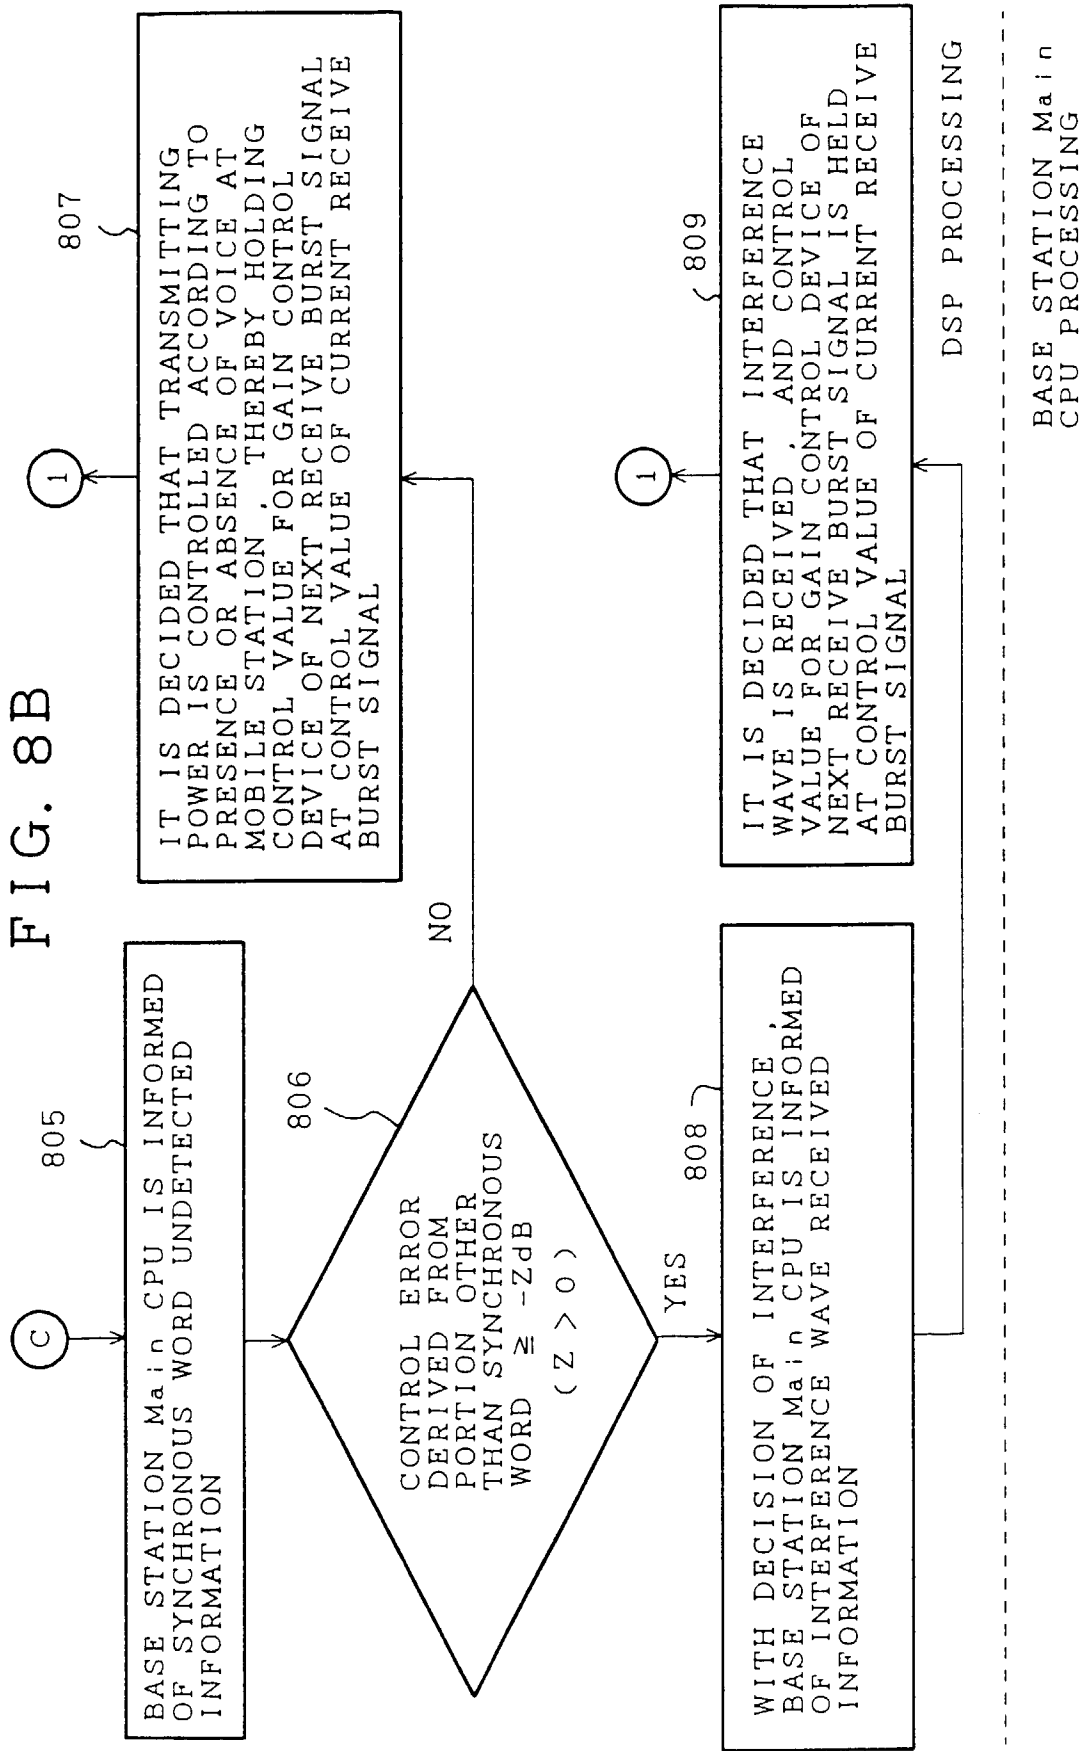 FIG. 8B
C
805
BASE STATION Main CPU IS INFORMED
OF SYNCHRONOUS WORD UNDETECTED
INFORMATION
806
CONTROL ERROR
DERIVED FROM
PORTION OTHER
THAN SYNCHRONOUS
WORD ≧ -ZdB
(Z>0)
NO
YES
1
807
IT IS DECIDED THAT TRANSMITTING
POWER IS CONTROLLED ACCORDING TO
PRESENCE OR ABSENCE OF VOICE AT
MOBILE STATION, THEREBY HOLDING
CONTROL VALUE FOR GAIN CONTROL
DEVICE OF NEXT RECEIVE BURST SIGNAL
AT CONTROL VALUE OF CURRENT RECEIVE
BURST SIGNAL
808
WITH DECISION OF INTERFERENCE,
BASE STATION Main CPU IS INFORMED
OF INTERFERENCE WAVE RECEIVED
INFORMATION
1
809
IT IS DECIDED THAT INTERFERENCE
WAVE IS RECEIVED, AND CONTROL
VALUE FOR GAIN CONTROL DEVICE OF
NEXT RECEIVE BURST SIGNAL IS HELD
AT CONTROL VALUE OF CURRENT RECEIVE
BURST SIGNAL
DSP PROCESSING
BASE STATION Main
CPU PROCESSING